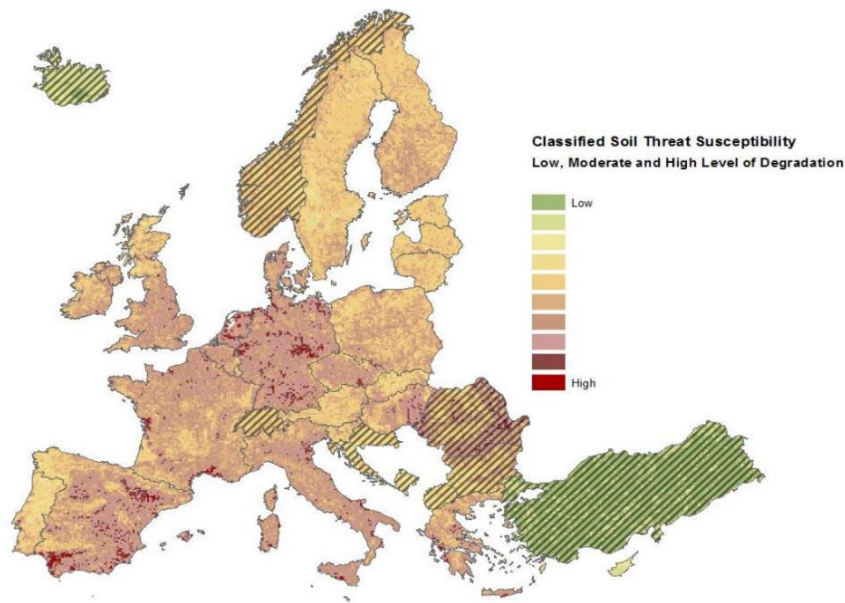 Classified Soil Threat Susceptibility
Low, Moderate and High Level of Degradation
Low
High